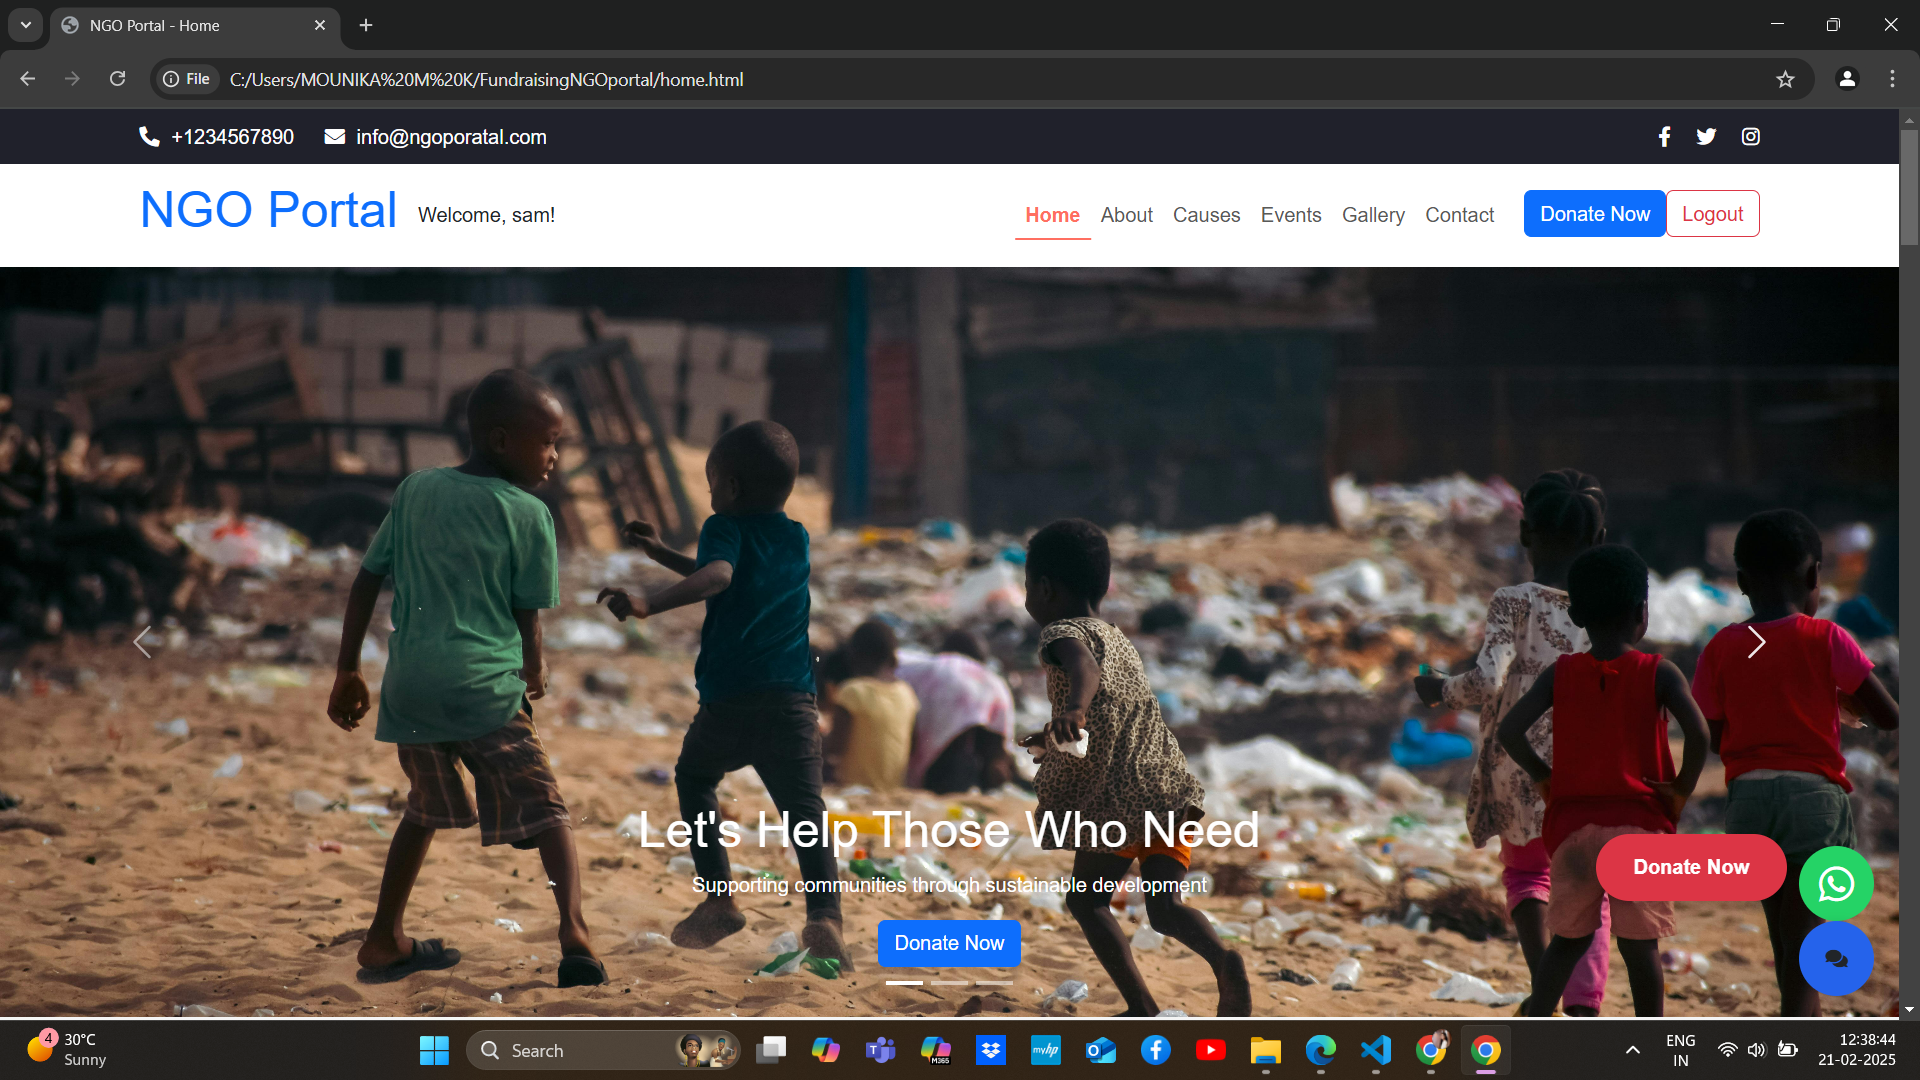 NGO Portal - Home
File C:/Users/MOUNIKA%20M%20K/FundraisingNGOportal/home.html
+1234567890 info@ngoporatal.com
NGO Portal Welcome, sam! Home About Causes Events Gallery Contact Donate Now Logout
Let's Help Those Who Need
Supporting communities through sustainable development
Donate Now
Donate Now
4 30°C
Sunny
Search
T
M365
myhp
O
ENG
IN
12:38:44
21-02-2025